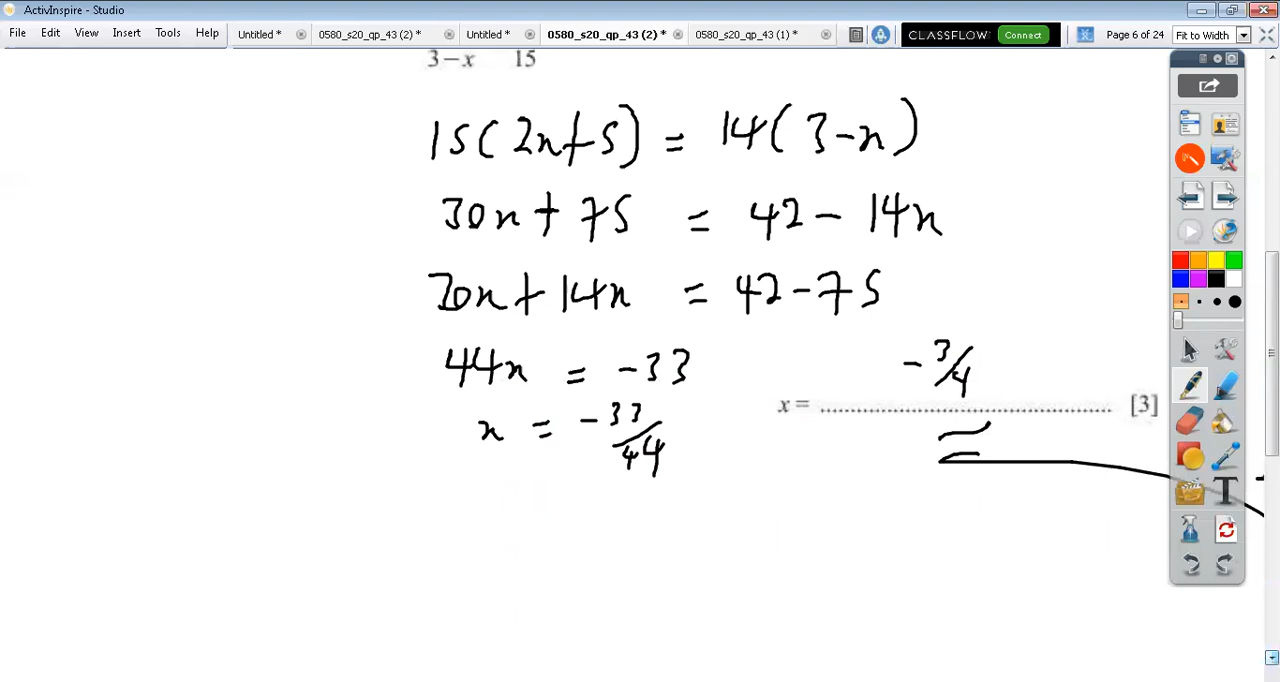 ActivInspire - Studio
File Edit View Insert Tools Help Untitled * 0580_s20_qp_43 (2) * Untitled * 0580_s20_qp_43 (2) * 0580_s20_qp_43 (1) * CLASSFLOW Connect Page 6 of 24 Fit to Width
3 − x 15
15(2x+5) = 14(3-x)
30x + 75 = 42 - 14x
30x + 14x = 42 - 75
44x = -33
-3/4
x = ........................................................ [3]
x = -33/44
T